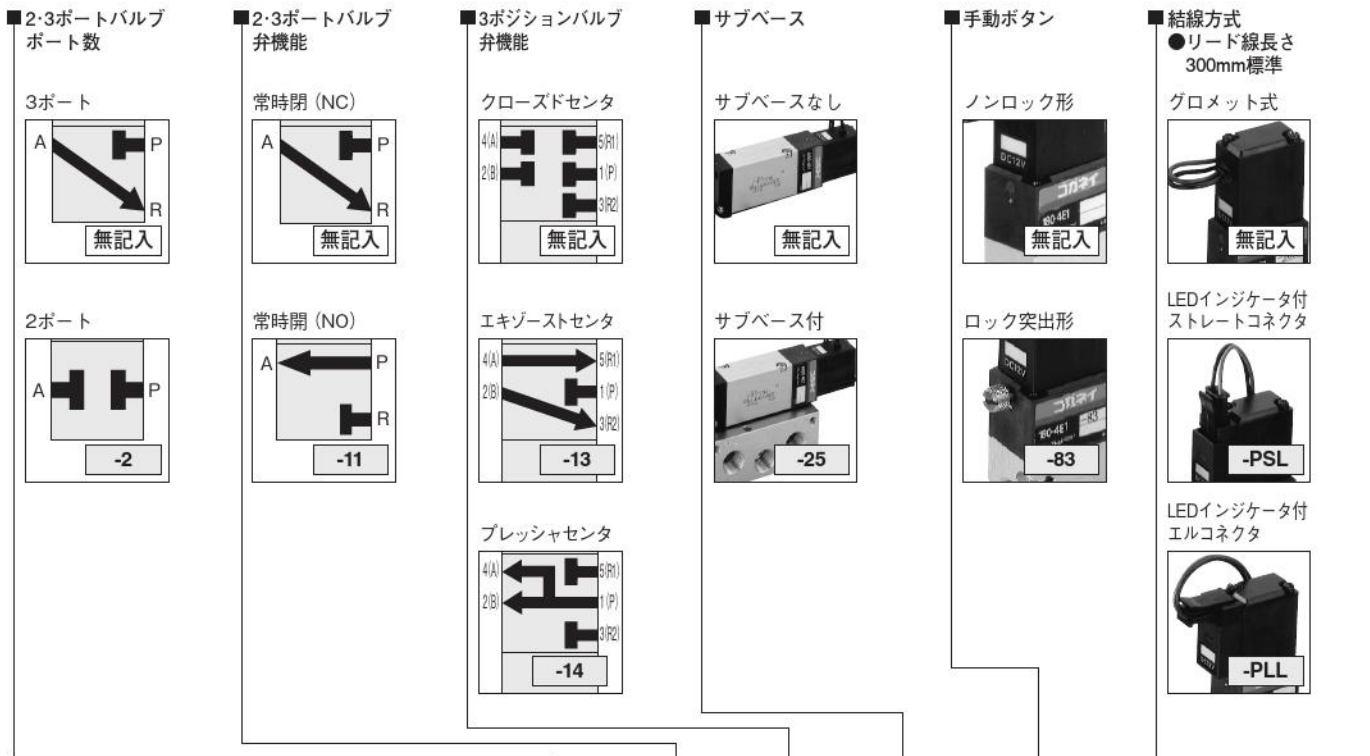 ■2・3ポートバルブ
ポート数
3ポート
A
P
R
無記入
2ポート
A
P
-2
■2・3ポートバルブ
弁機能
常時閉(NC)
A
P
R
無記入
常時開(NO)
A
P
R
-11
■3ポジションバルブ
弁機能
クローズドセンタ
4(A)
5(R1)
2(B)
1(P)
3(R2)
無記入
エキゾーストセンタ
4(A)
5(R1)
2(B)
1(P)
3(R2)
-13
プレッシャセンタ
4(A)
5(R1)
2(B)
1(P)
3(R2)
-14
■サブベース
サブベースなし
無記入
サブベース付
-25
■手動ボタン
ノンロック形
DC12V
コガネイ
180-4E1
無記入
ロック突出形
DC12V
コガネイ
180-4E1
-83
-83
■結線方式
●リード線長さ
300mm標準
グロメット式
無記入
LEDインジケータ付
ストレートコネクタ
-PSL
LEDインジケータ付
エルコネクタ
-PLL